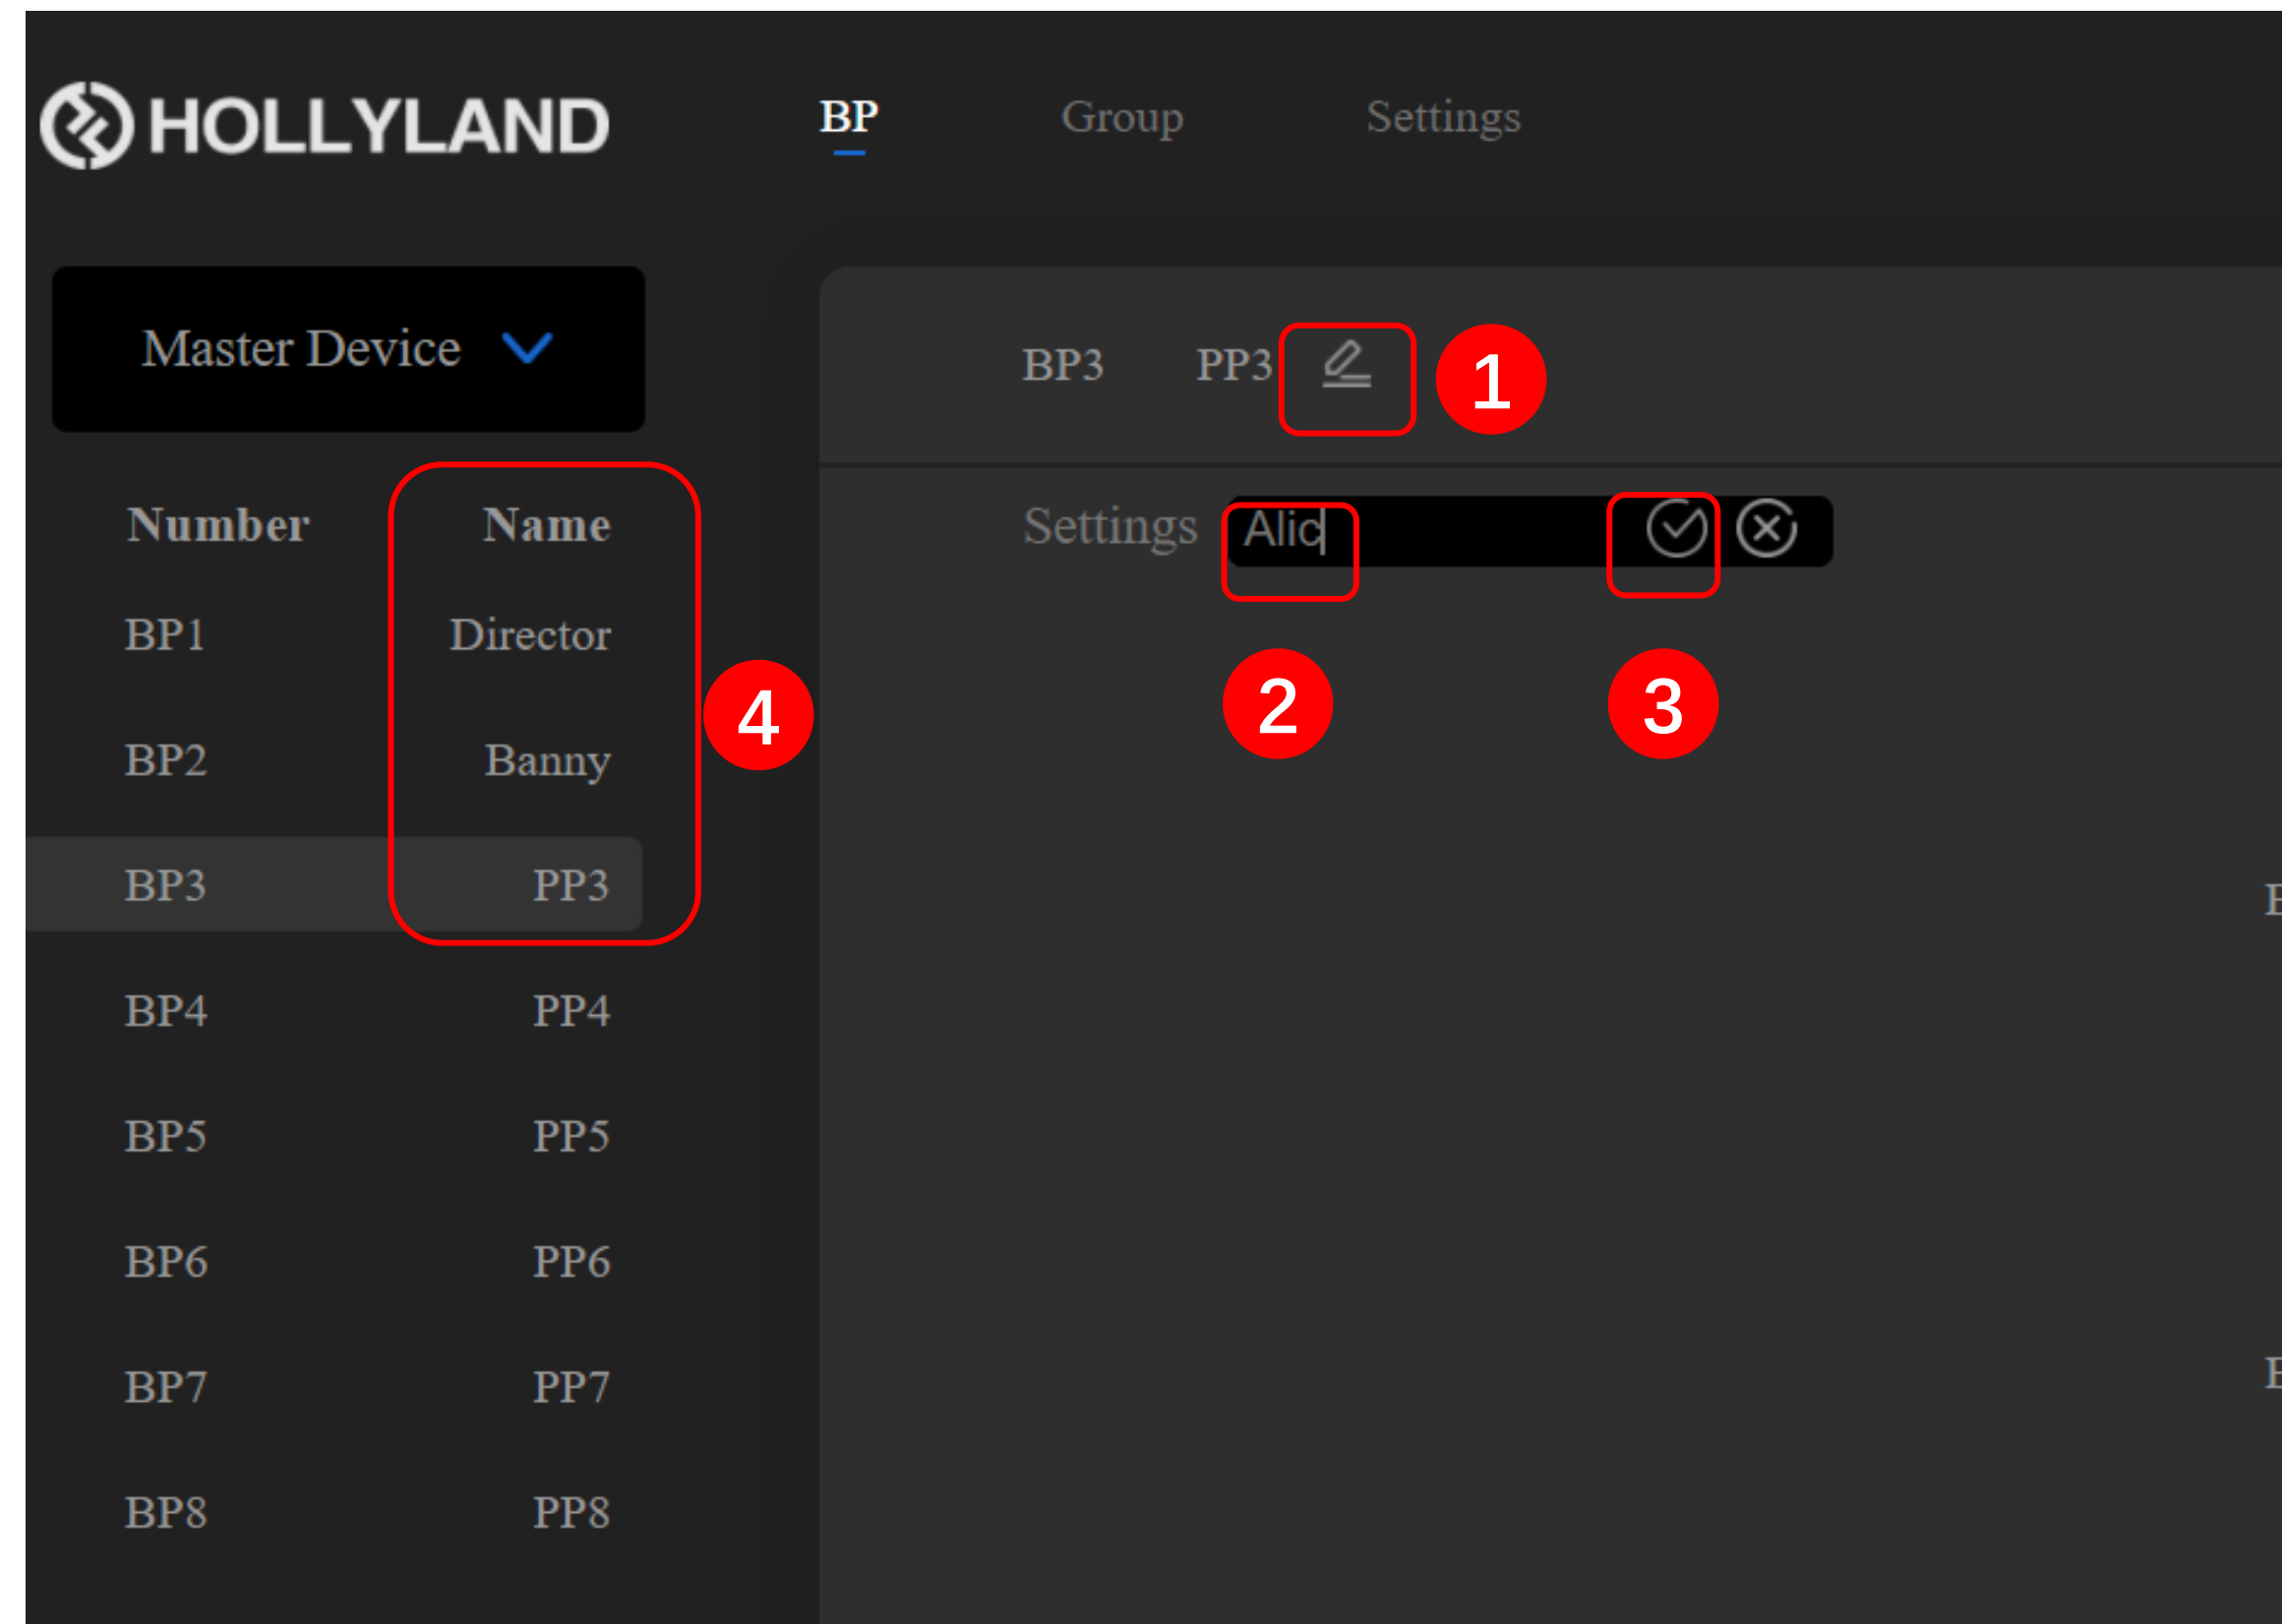 HOLLYLAND
BP Group Settings
Master Device
BP3 PP3
1
Number Name
Settings Alic
BP1 Director
4
2
3
BP2 Banny
BP3 PP3
BP4 PP4
BP5 PP5
BP6 PP6
BP7 PP7
BP8 PP8